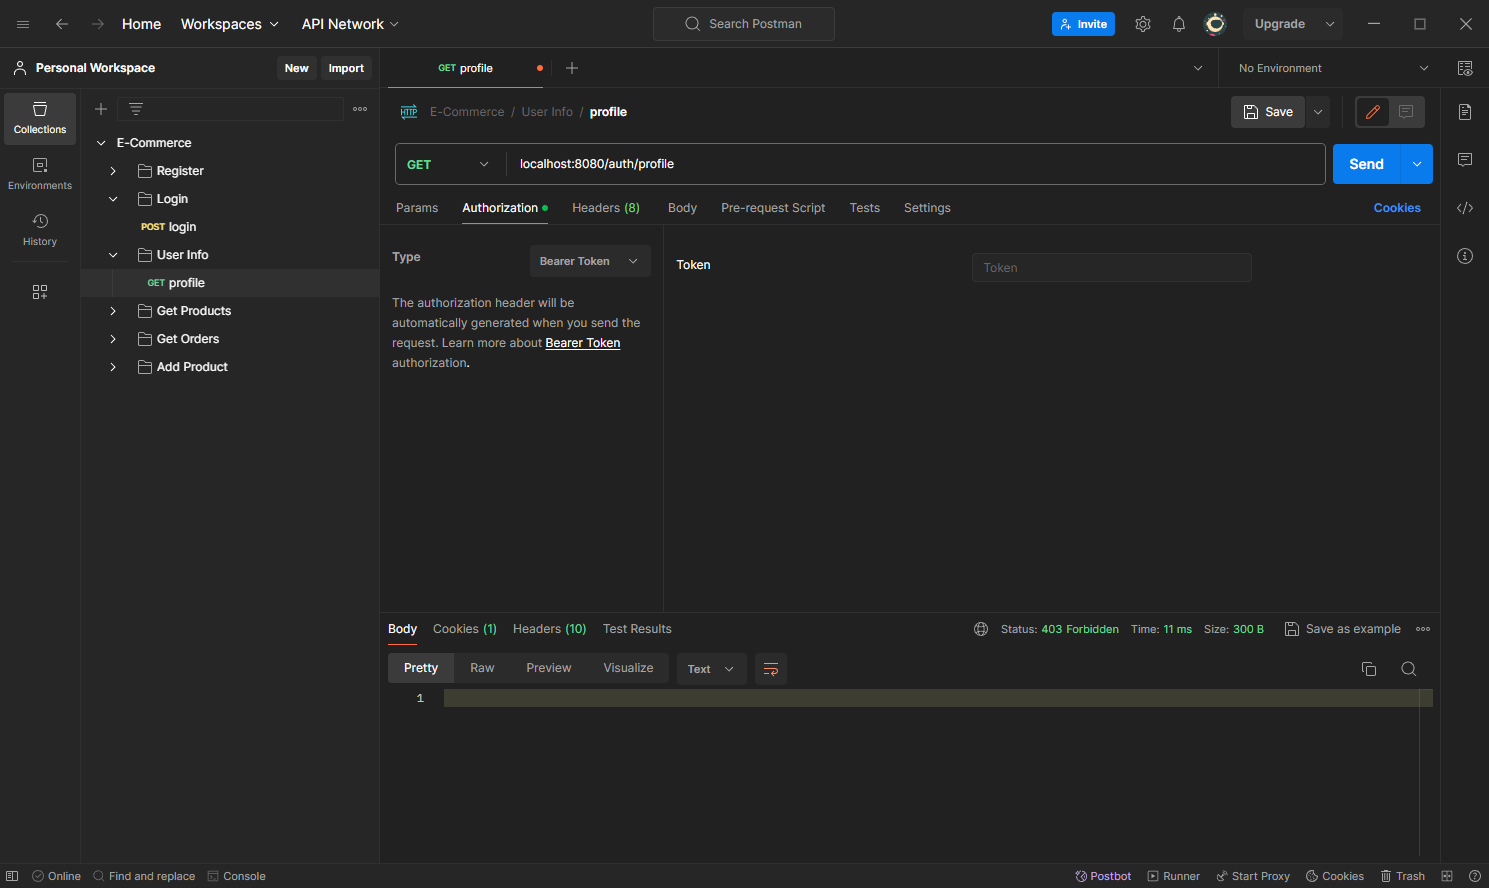 Home Workspaces API Network Search Postman Invite Upgrade
Personal Workspace New Import GET profile No Environment
Collections
Environments
History
E-Commerce
Register
Login
POST login
User Info
GET profile
Get Products
Get Orders
Add Product
HTTP E-Commerce / User Info / profile Save
GET localhost:8080/auth/profile Send
Params Authorization Headers (8) Body Pre-request Script Tests Settings Cookies
Type Bearer Token
The authorization header will be
automatically generated when you send the
request. Learn more about Bearer Token
authorization.
Token Token
Body Cookies (1) Headers (10) Test Results Status: 403 Forbidden Time: 11 ms Size: 300 B Save as example
Pretty Raw Preview Visualize Text
1
Online Find and replace Console Postbot Runner Start Proxy Cookies Trash